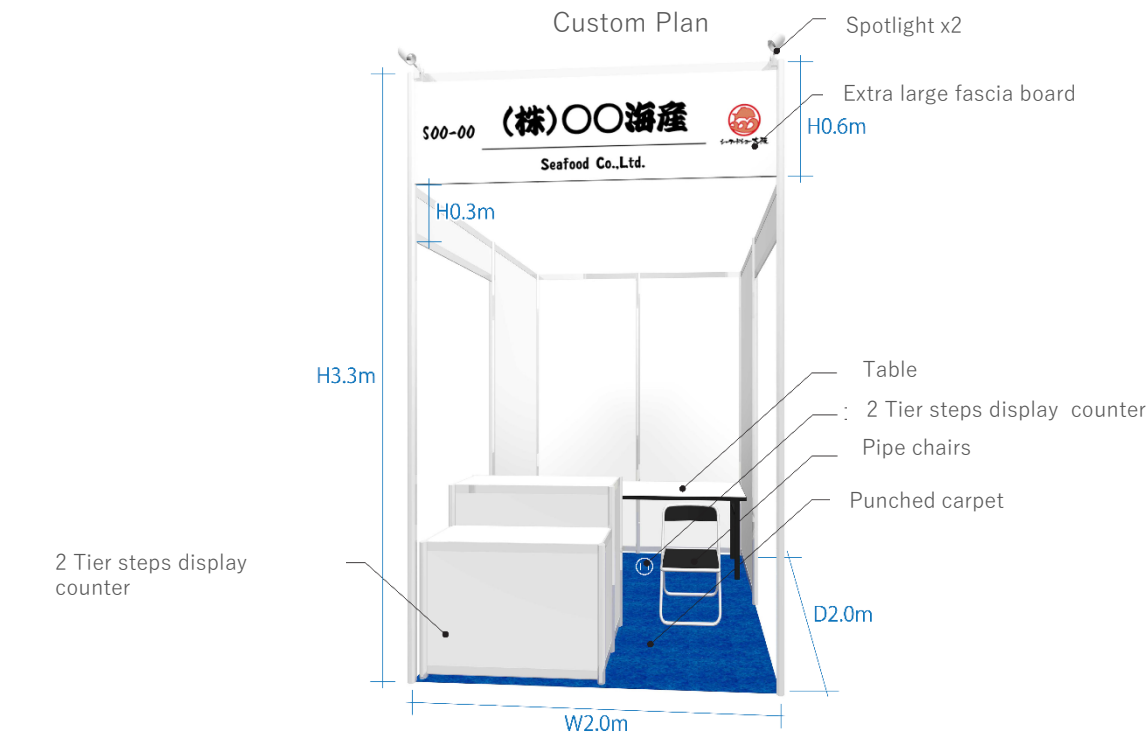 Custom Plan
Spotlight x2
Extra large fascia board
H0.6m
S00-00
(株)〇〇海産
Seafood Co.,Ltd.
H0.3m
H3.3m
Table
: 2 Tier steps display counter
Pipe chairs
Punched carpet
2 Tier steps display
counter
D2.0m
W2.0m